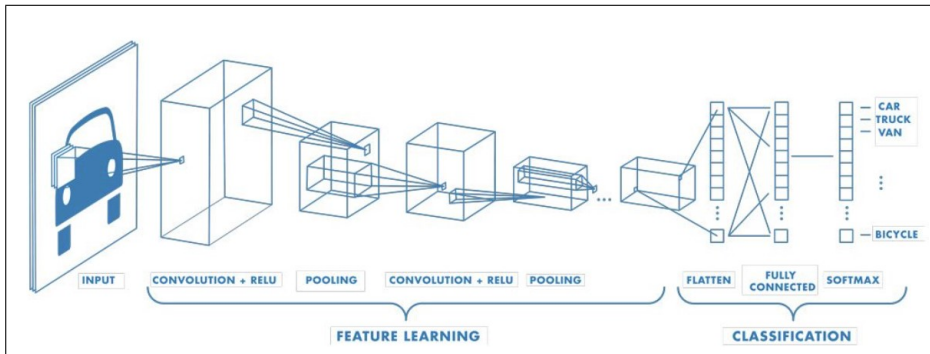 CAR
TRUCK
VAN
BICYCLE
INPUT
CONVOLUTION + RELU
POOLING
CONVOLUTION + RELU
POOLING
FLATTEN
FULLY
CONNECTED
SOFTMAX
FEATURE LEARNING
CLASSIFICATION